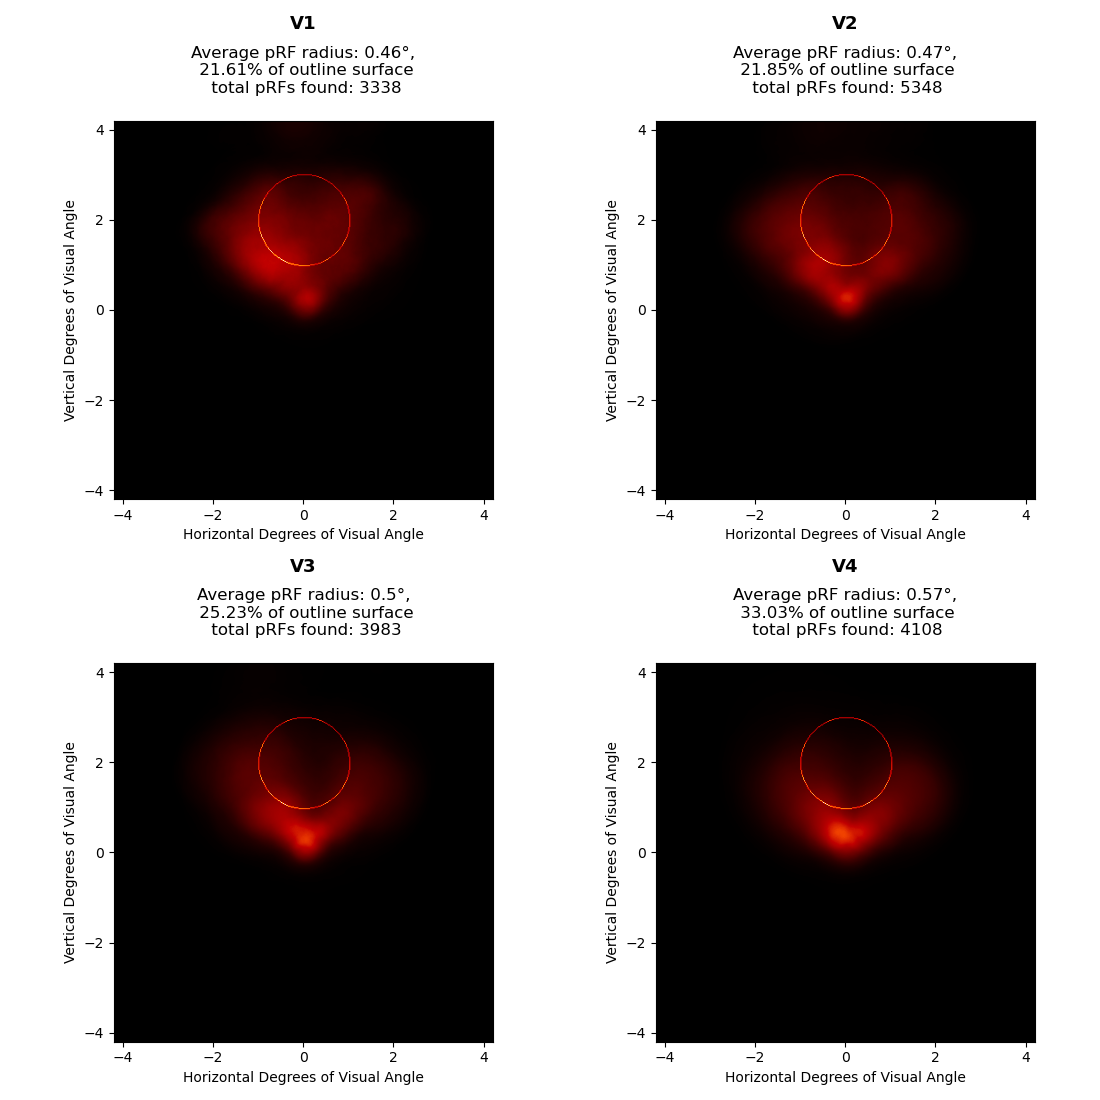 V1
Average pRF radius: 0.46°,
21.61% of outline surface
total pRFs found: 3338
4
2
0
−2
−4
Vertical Degrees of Visual Angle
−4 −2 0 2 4
Horizontal Degrees of Visual Angle
V2
Average pRF radius: 0.47°,
21.85% of outline surface
total pRFs found: 5348
4
2
0
−2
−4
Vertical Degrees of Visual Angle
−4 −2 0 2 4
Horizontal Degrees of Visual Angle
V3
Average pRF radius: 0.5°,
25.23% of outline surface
total pRFs found: 3983
4
2
0
−2
−4
Vertical Degrees of Visual Angle
−4 −2 0 2 4
Horizontal Degrees of Visual Angle
V4
Average pRF radius: 0.57°,
33.03% of outline surface
total pRFs found: 4108
4
2
0
−2
−4
Vertical Degrees of Visual Angle
−4 −2 0 2 4
Horizontal Degrees of Visual Angle